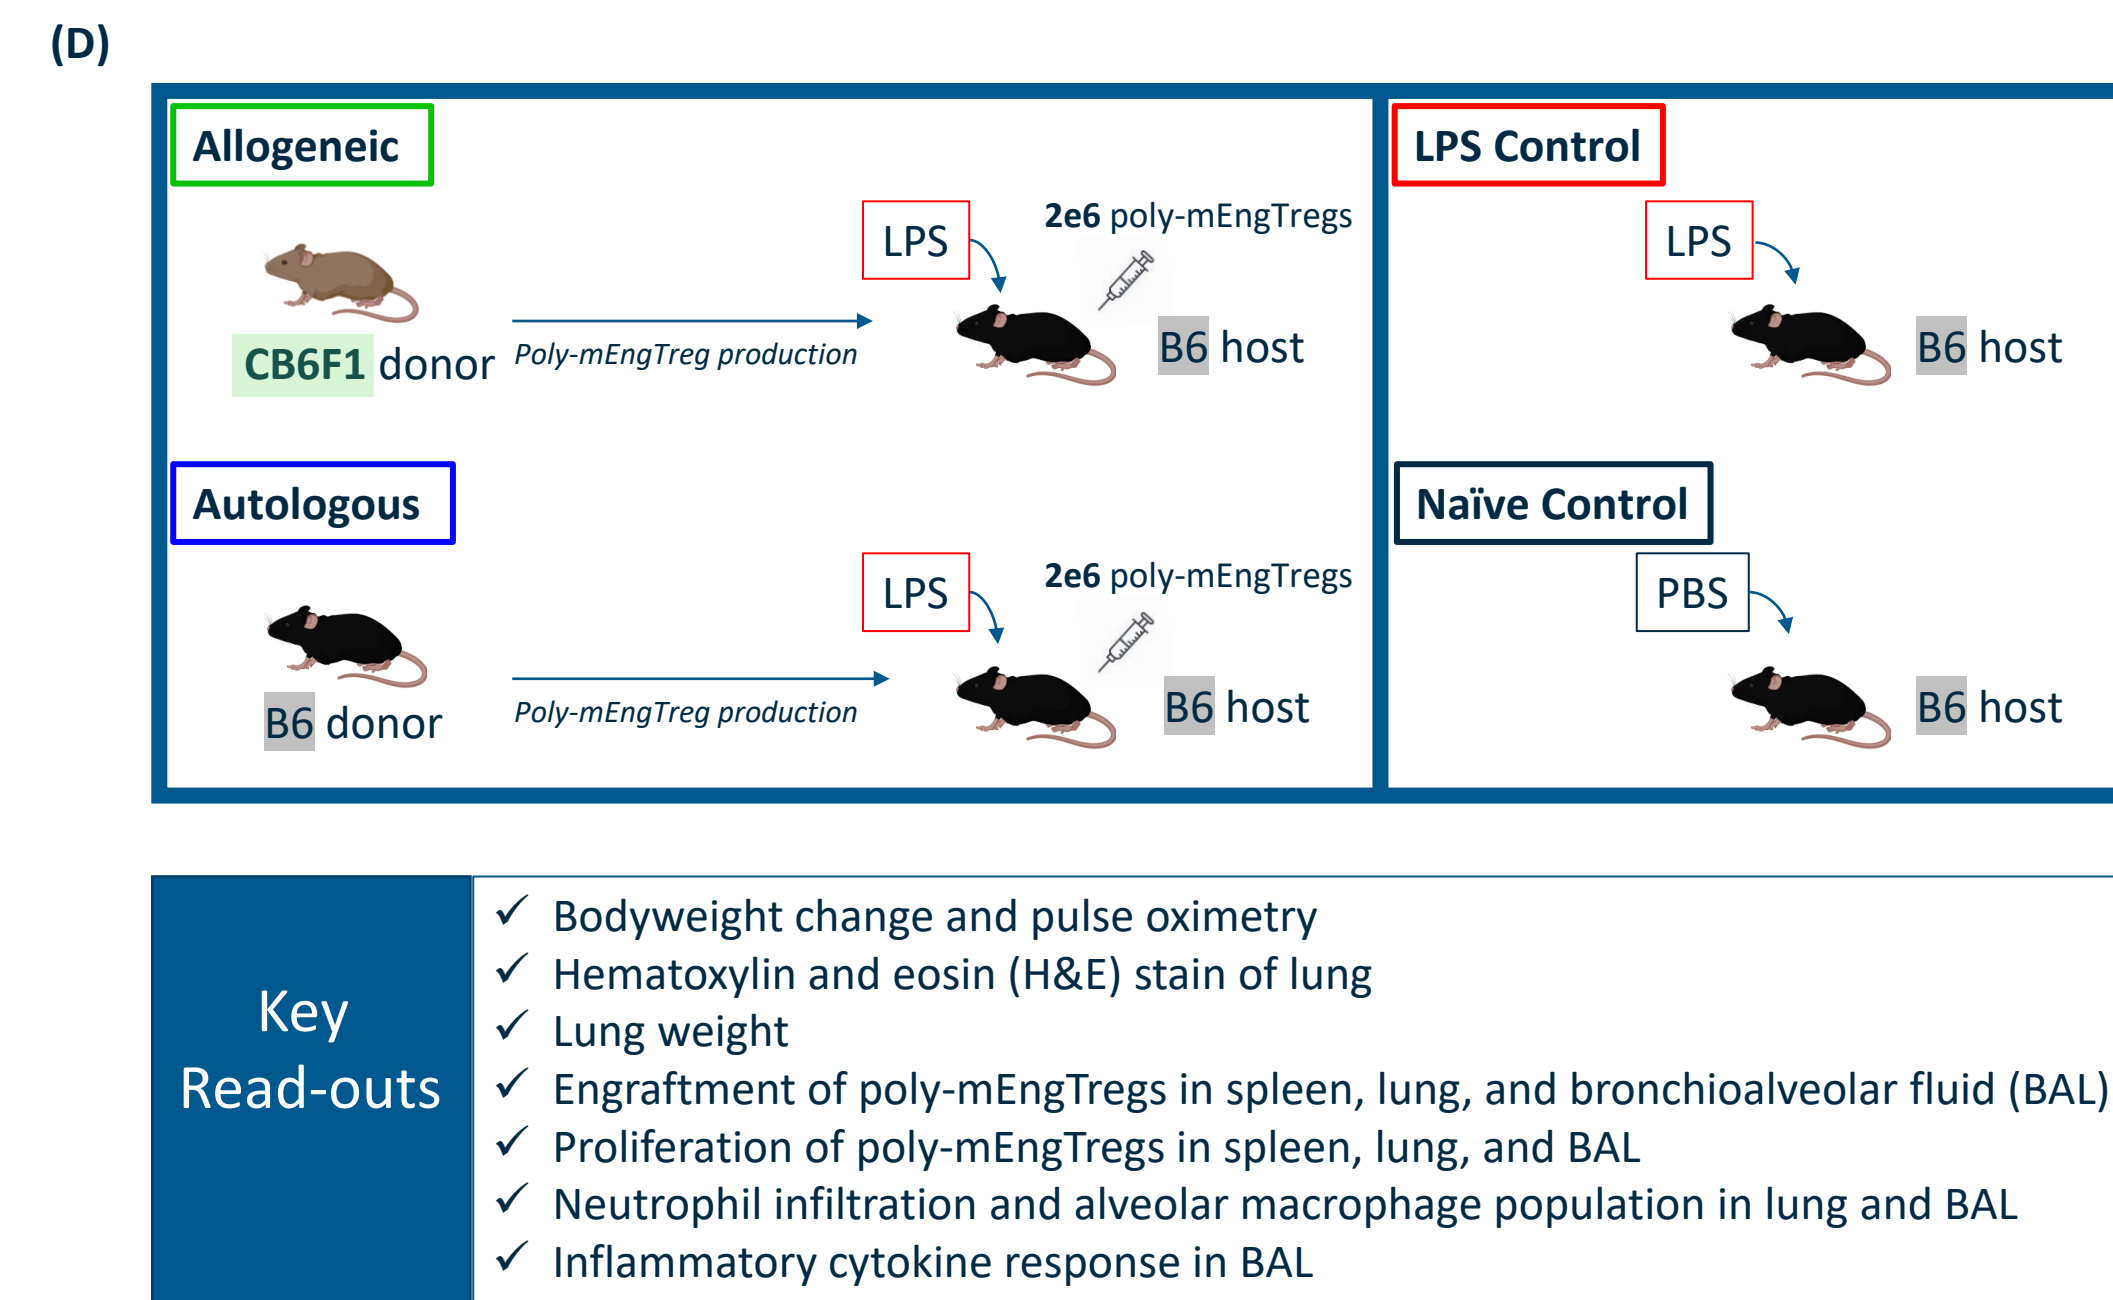 (D)
Allogeneic
LPS
2e6 poly-mEngTregs
CB6F1 donor
Poly-mEngTreg production
B6 host
Autologous
LPS
2e6 poly-mEngTregs
B6 donor
Poly-mEngTreg production
B6 host
LPS Control
LPS
B6 host
Naïve Control
PBS
B6 host
Key
Read-outs
✓ Bodyweight change and pulse oximetry
✓ Hematoxylin and eosin (H&E) stain of lung
✓ Lung weight
✓ Engraftment of poly-mEngTregs in spleen, lung, and bronchioalveolar fluid (BAL)
✓ Proliferation of poly-mEngTregs in spleen, lung, and BAL
✓ Neutrophil infiltration and alveolar macrophage population in lung and BAL
✓ Inflammatory cytokine response in BAL